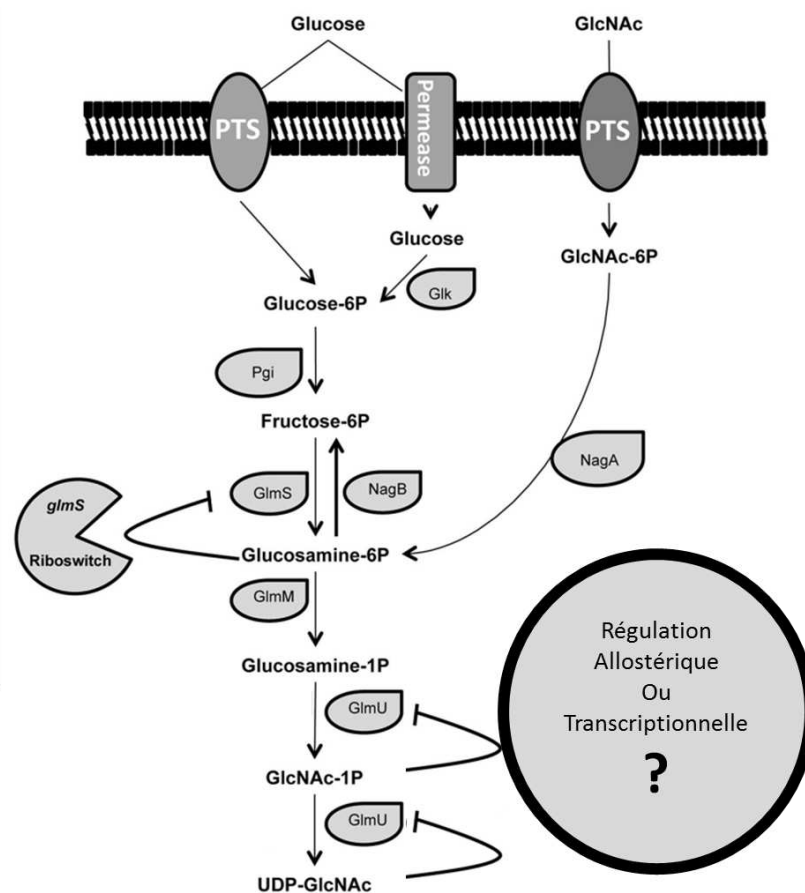 Glucose
GlcNAc
PTS
Permease
PTS
Glucose
GlcNAc-6P
Glk
Glucose-6P
Pgi
Fructose-6P
NagA
GlmS
NagB
glmS
Riboswitch
Glucosamine-6P
GlmM
Régulation
Allostérique
Ou
Transcriptionnelle
?
Glucosamine-1P
GlmU
GlcNAc-1P
GlmU
UDP-GlcNAc